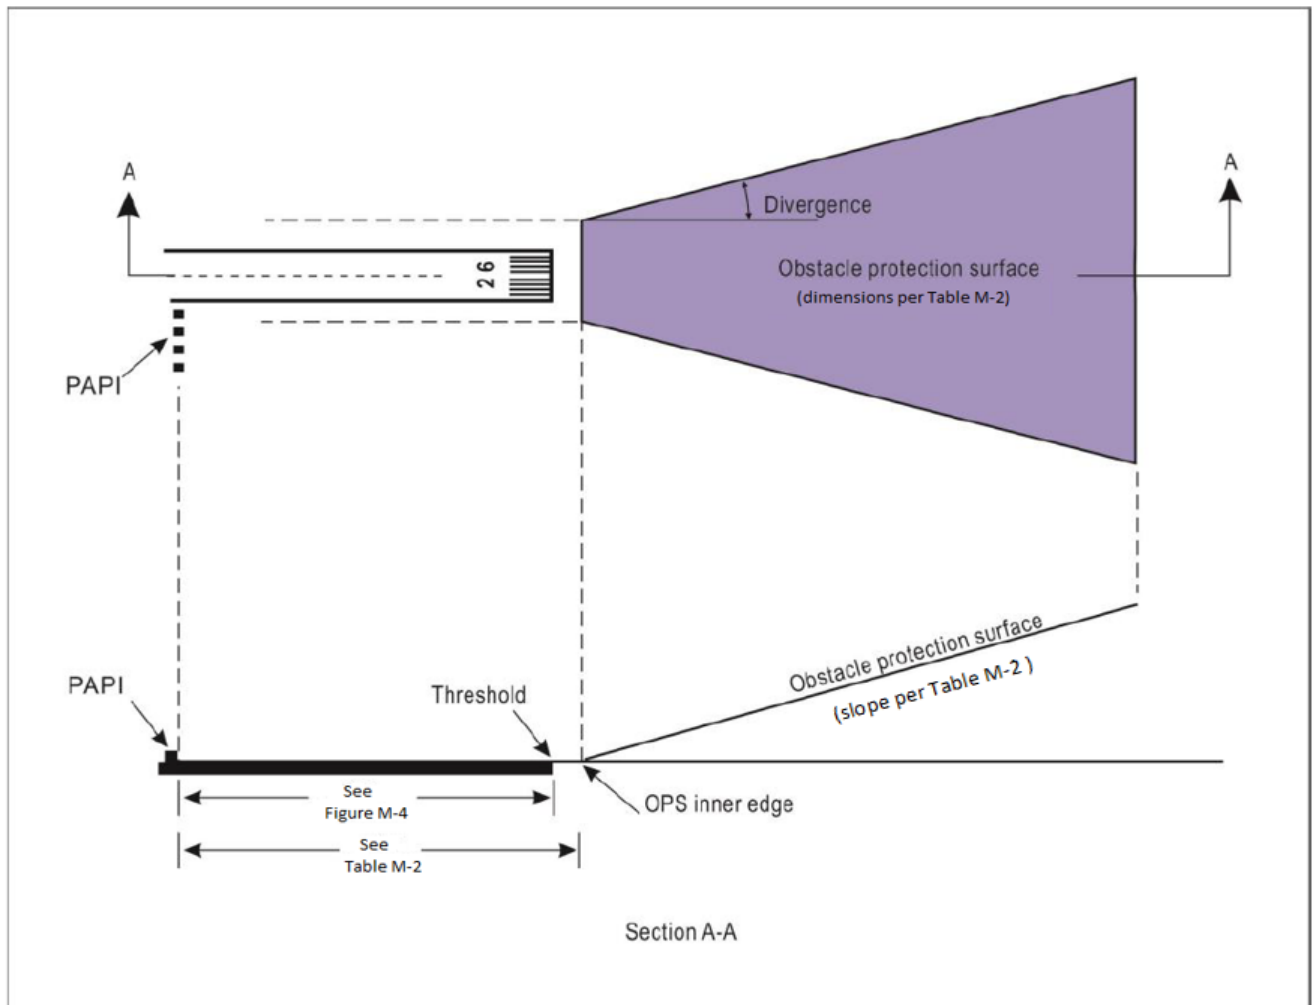 A
A
Divergence
26
Obstacle protection surface
(dimensions per Table M-2)
PAPI
Obstacle protection surface
(slope per Table M-2 )
PAPI
Threshold
See
Figure M-4
OPS inner edge
See
Table M-2
Section A-A